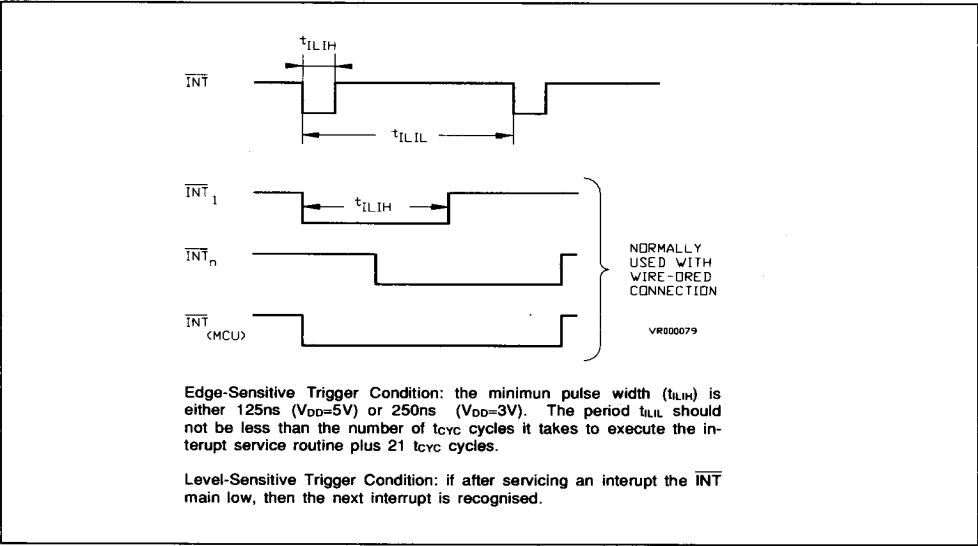 tILIH
INT
tILIL
INT1
tILIH
INTn
NORMALLY
USED WITH
WIRE-ORED
CONNECTION
INT(MCU)
VR000079
Edge-Sensitive Trigger Condition: the minimun pulse width (tILIH) is
either 125ns (VDD=5V) or 250ns (VDD=3V). The period tILIL should
not be less than the number of tCYC cycles it takes to execute the in-
terupt service routine plus 21 tCYC cycles.
Level-Sensitive Trigger Condition: if after servicing an interupt the INT
main low, then the next interrupt is recognised.